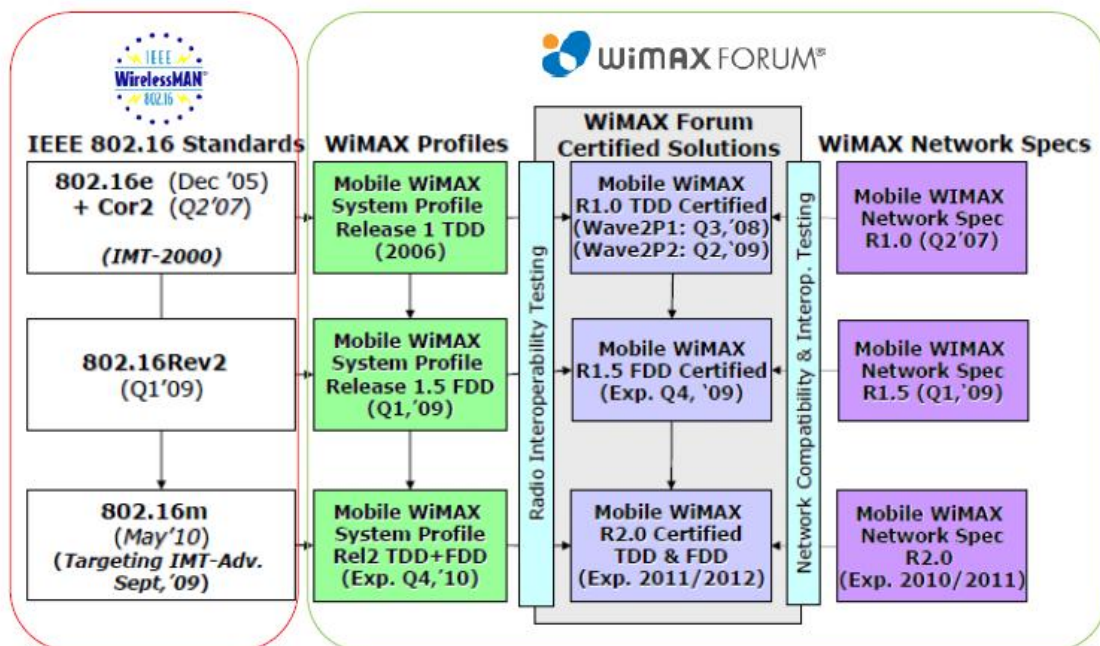 IEEE
WirelessMAN®
802.16
WiMAX FORUM®
IEEE 802.16 Standards
802.16e (Dec ’05)
+ Cor2 (Q2’07)
(IMT-2000)
802.16Rev2
(Q1’09)
802.16m
(May’10)
(Targeting IMT-Adv.
Sept,’09)
WiMAX Profiles
Mobile WiMAX
System Profile
Release 1 TDD
(2006)
Mobile WiMAX
System Profile
Release 1.5 FDD
(Q1,’09)
Mobile WiMAX
System Profile
Rel2 TDD+FDD
(Exp. Q4,’10)
Radio Interoperability Testing
WiMAX Forum
Certified Solutions
Mobile WiMAX
R1.0 TDD Certified
(Wave2P1: Q3,’08)
(Wave2P2: Q2,‘09)
Mobile WiMAX
R1.5 FDD Certified
(Exp. Q4, ‘09)
Mobile WiMAX
R2.0 Certified
TDD & FDD
(Exp. 2011/2012)
Network Compatibility & Interop. Testing
WiMAX Network Specs
Mobile WIMAX
Network Spec
R1.0 (Q2’07)
Mobile WIMAX
Network Spec
R1.5 (Q1,‘09)
Mobile WiMAX
Network Spec
R2.0
(Exp. 2010/2011)